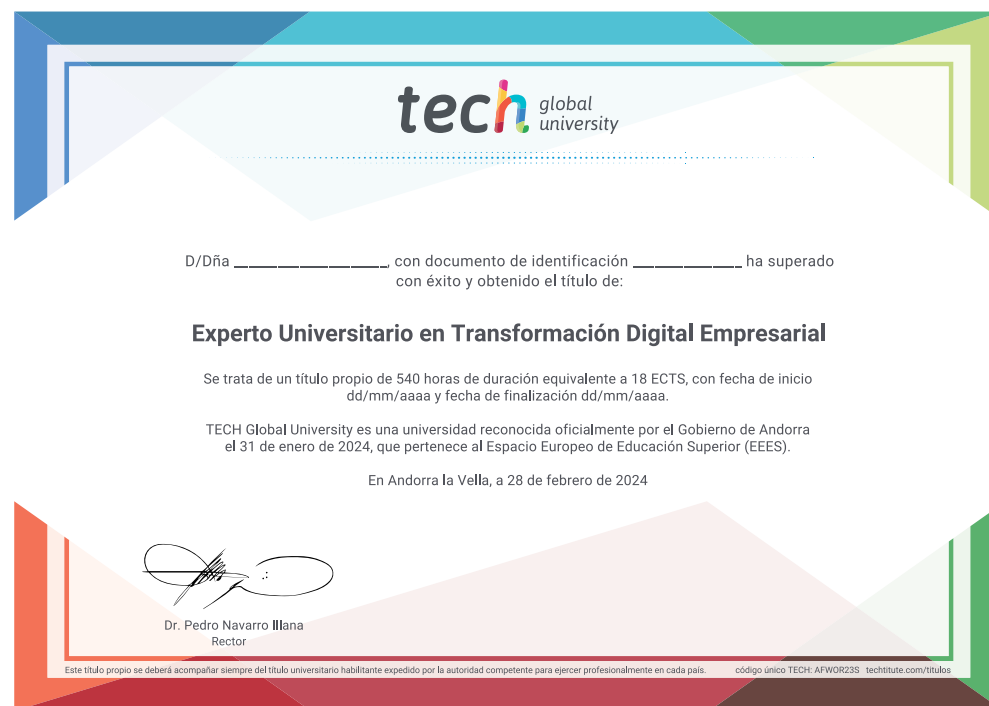 tech global university
D/Dña ____________________, con documento de identificación ______________ ha superado
con éxito y obtenido el título de:
Experto Universitario en Transformación Digital Empresarial
Se trata de un título propio de 540 horas de duración equivalente a 18 ECTS, con fecha de inicio
dd/mm/aaaa y fecha de finalización dd/mm/aaaa.
TECH Global University es una universidad reconocida oficialmente por el Gobierno de Andorra
el 31 de enero de 2024, que pertenece al Espacio Europeo de Educación Superior (EEES).
En Andorra la Vella, a 28 de febrero de 2024
Dr. Pedro Navarro Illana
Rector
Este título propio se deberá acompañar siempre del título universitario habilitante expedido por la autoridad competente para ejercer profesionalmente en cada país. código único TECH: AFWOR23S techtitute.com/titulos